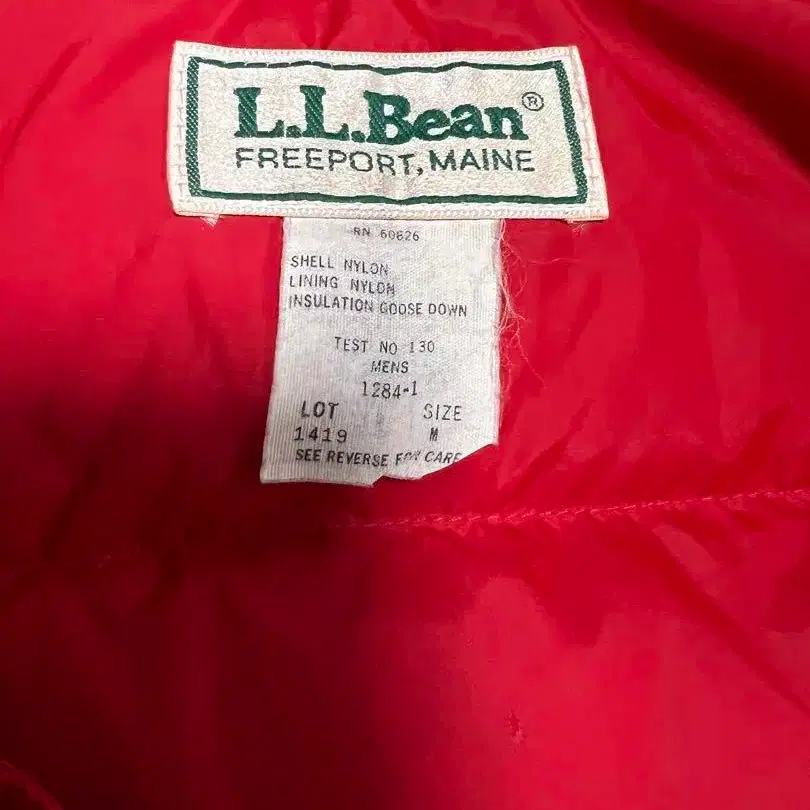 L.L.Bean®
FREEPORT, MAINE
RN 60626
SHELL NYLON
LINING NYLON
INSULATION GOOSE DOWN
TEST NO 130
MENS
1284-1
LOT SIZE
1419 M
SEE REVERSE FOR CARE